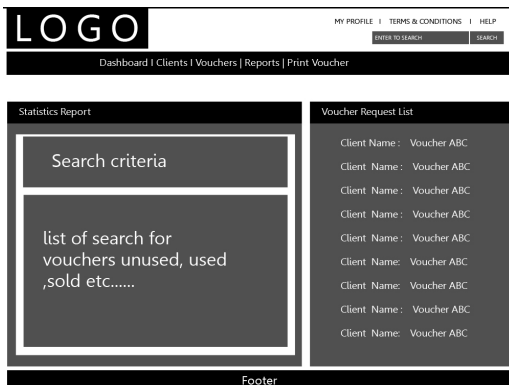 LOGO
MY PROFILE I TERMS & CONDITIONS I HELP
ENTER TO SEARCH SEARCH
Dashboard I Clients I Vouchers | Reports | Print Voucher
Statistics Report
Search criteria
list of search for
vouchers unused, used
,sold etc......
Voucher Request List
Client Name : Voucher ABC
Client Name : Voucher ABC
Client Name : Voucher ABC
Client Name : Voucher ABC
Client Name : Voucher ABC
Client Name: Voucher ABC
Client Name: Voucher ABC
Client Name : Voucher ABC
Client Name: Voucher ABC
Footer